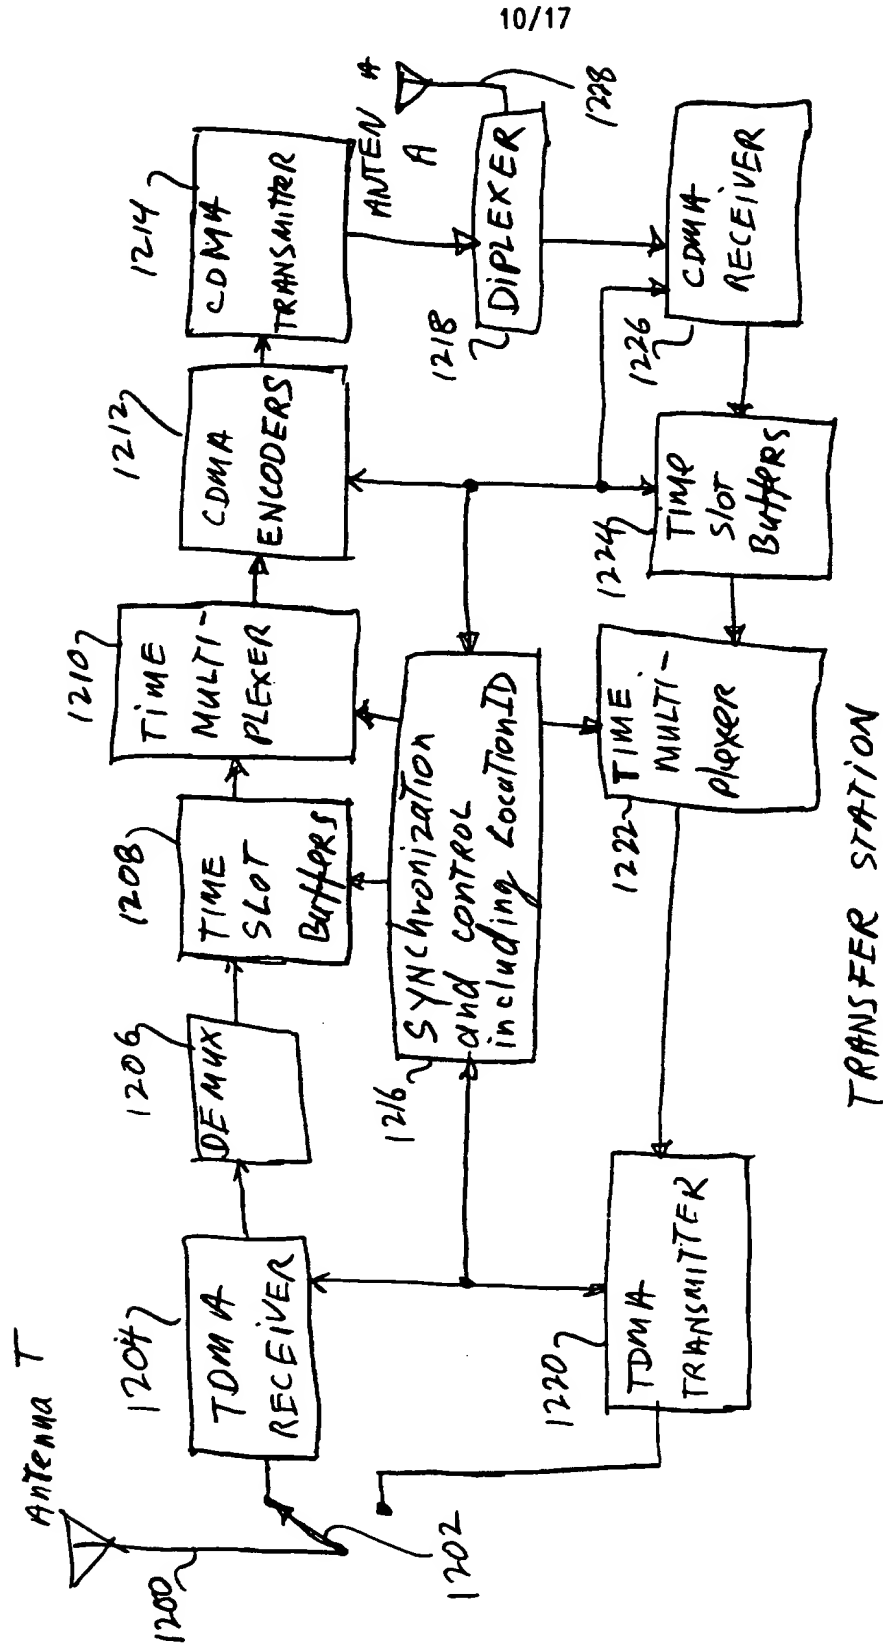 10/17
Antenna T
1200
1202
1204
TDMA
RECEIVER
1206
DEMUX
1208
TIME
SLOT
Buffers
1210
TIME
MULTI-
PLEXER
1212
CDMA
ENCODERS
1214
CDMA
TRANSMITTER
ANTEN A
A
1228
1218
DIPLEXER
1216
SYNChronization
and control
including LocationID
1220
TDMA
TRANSMITTER
1222
TIME
MULTI-
plexer
1224
TIME
Slot
Buffers
1226
CDMA
RECEIVER
TRANSFER STATION